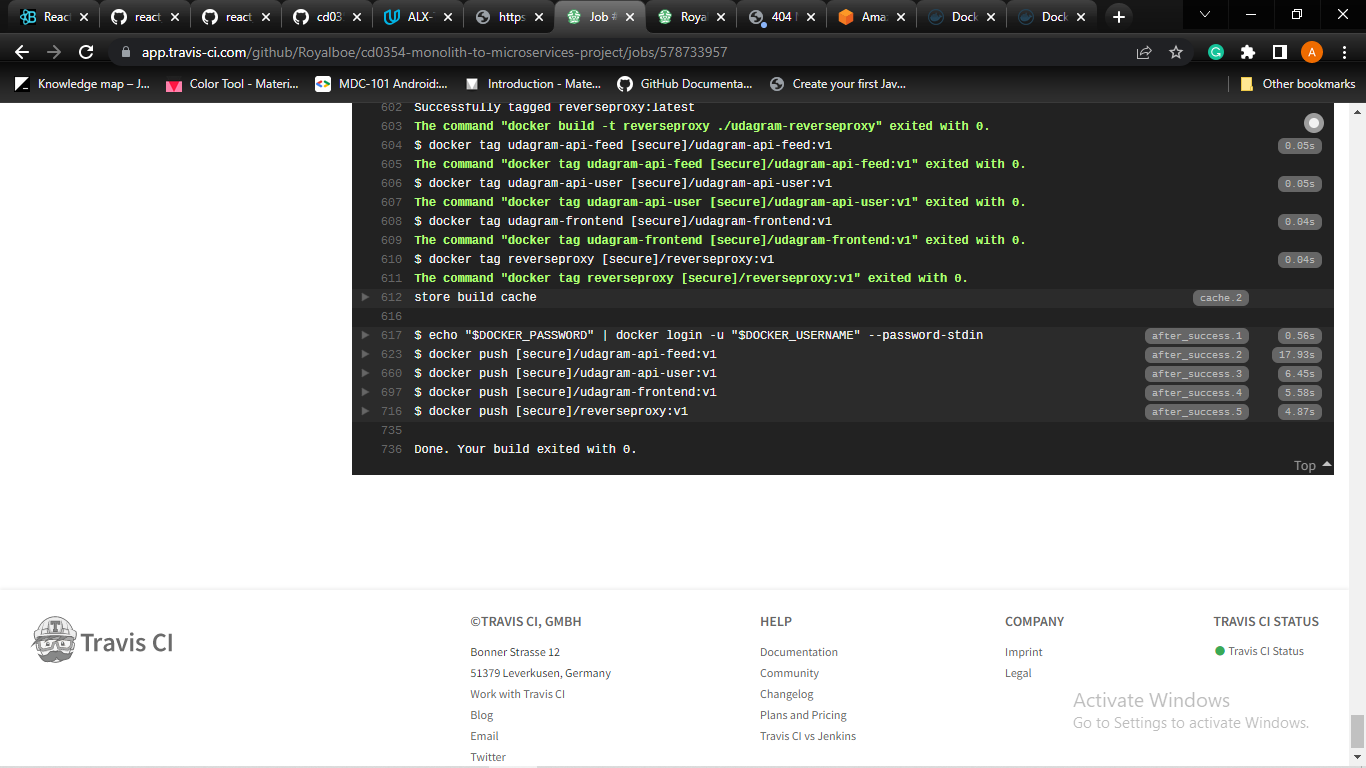 React
react
react
cd03
ALX-
https
Job #
Royal
404
Amaz
Dock
Dock
app.travis-ci.com/github/Royalboe/cd0354-monolith-to-microservices-project/jobs/578733957
A
Knowledge map – J...
Color Tool - Materi...
MDC-101 Android:...
Introduction - Mate...
GitHub Documenta...
Create your first Jav...
Other bookmarks
602 Successfully tagged reverseproxy:latest
603 The command "docker build -t reverseproxy ./udagram-reverseproxy" exited with 0.
604 $ docker tag udagram-api-feed [secure]/udagram-api-feed:v1 0.05s
605 The command "docker tag udagram-api-feed [secure]/udagram-api-feed:v1" exited with 0.
606 $ docker tag udagram-api-user [secure]/udagram-api-user:v1 0.05s
607 The command "docker tag udagram-api-user [secure]/udagram-api-user:v1" exited with 0.
608 $ docker tag udagram-frontend [secure]/udagram-frontend:v1 0.04s
609 The command "docker tag udagram-frontend [secure]/udagram-frontend:v1" exited with 0.
610 $ docker tag reverseproxy [secure]/reverseproxy:v1 0.04s
611 The command "docker tag reverseproxy [secure]/reverseproxy:v1" exited with 0.
612 store build cache cache.2
616
617 $ echo "$DOCKER_PASSWORD" | docker login -u "$DOCKER_USERNAME" --password-stdin after_success.1 0.56s
623 $ docker push [secure]/udagram-api-feed:v1 after_success.2 17.93s
660 $ docker push [secure]/udagram-api-user:v1 after_success.3 6.45s
697 $ docker push [secure]/udagram-frontend:v1 after_success.4 5.58s
716 $ docker push [secure]/reverseproxy:v1 after_success.5 4.87s
735
736 Done. Your build exited with 0.
Top
Travis CI
©TRAVIS CI, GMBH
Bonner Strasse 12
51379 Leverkusen, Germany
Work with Travis CI
Blog
Email
Twitter
HELP
Documentation
Community
Changelog
Plans and Pricing
Travis CI vs Jenkins
COMPANY
Imprint
Legal
TRAVIS CI STATUS
Travis CI Status
Activate Windows
Go to Settings to activate Windows.